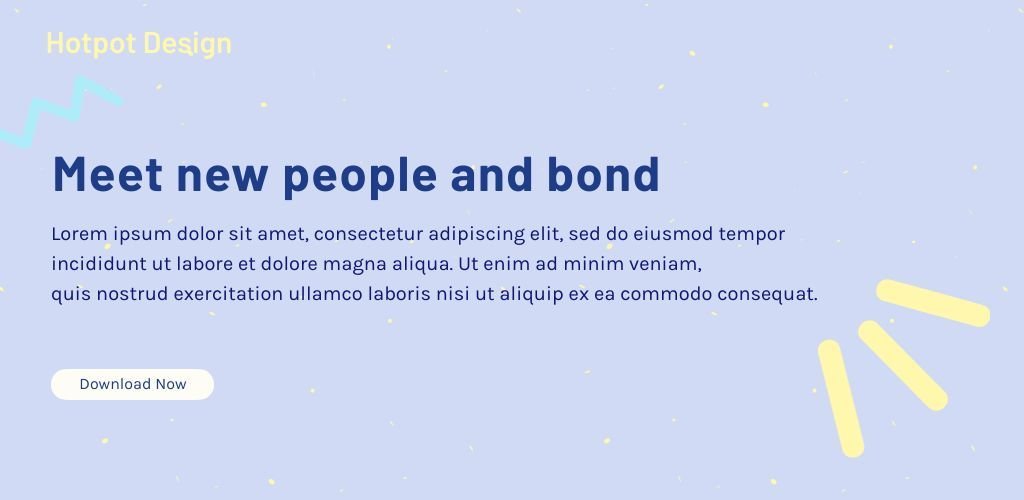 Hotpot Design
Meet new people and bond
Lorem ipsum dolor sit amet, consectetur adipiscing elit, sed do eiusmod tempor
incididunt ut labore et dolore magna aliqua. Ut enim ad minim veniam,
quis nostrud exercitation ullamco laboris nisi ut aliquip ex ea commodo consequat.
Download Now